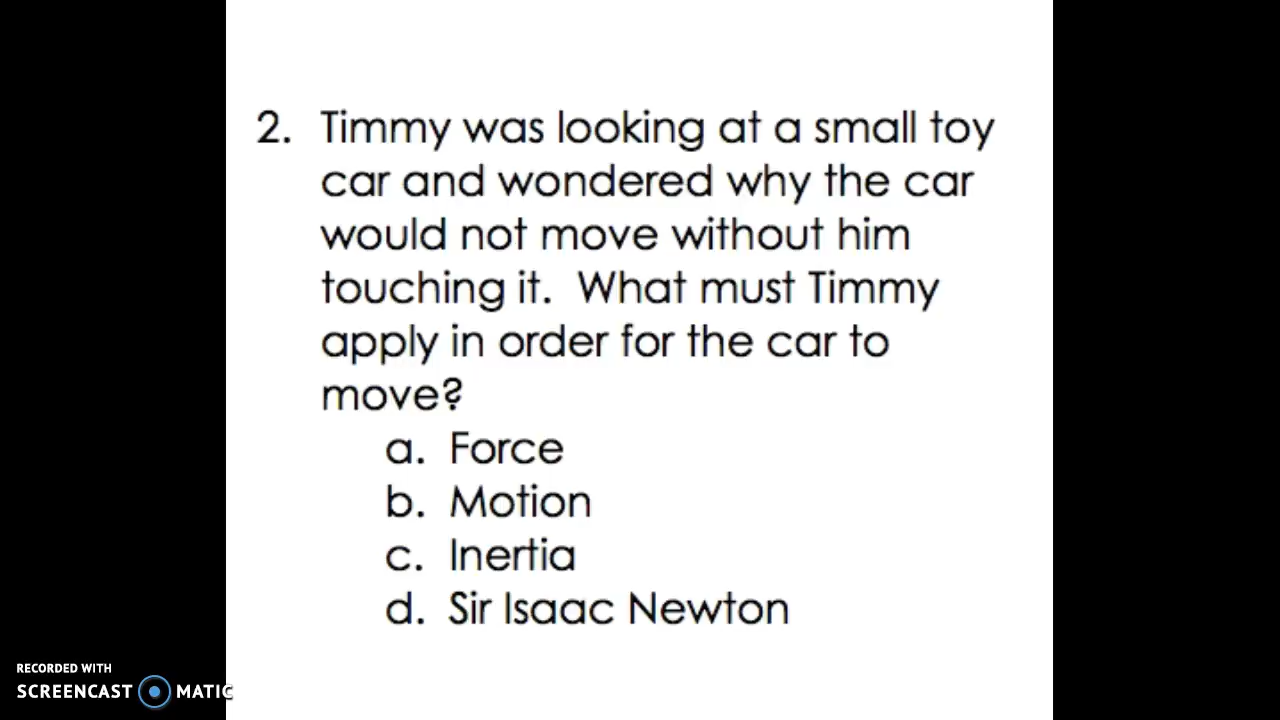 2. Timmy was looking at a small toy
car and wondered why the car
would not move without him
touching it. What must Timmy
apply in order for the car to
move?
a. Force
b. Motion
c. Inertia
d. Sir Isaac Newton
RECORDED WITH
SCREENCAST MATIC